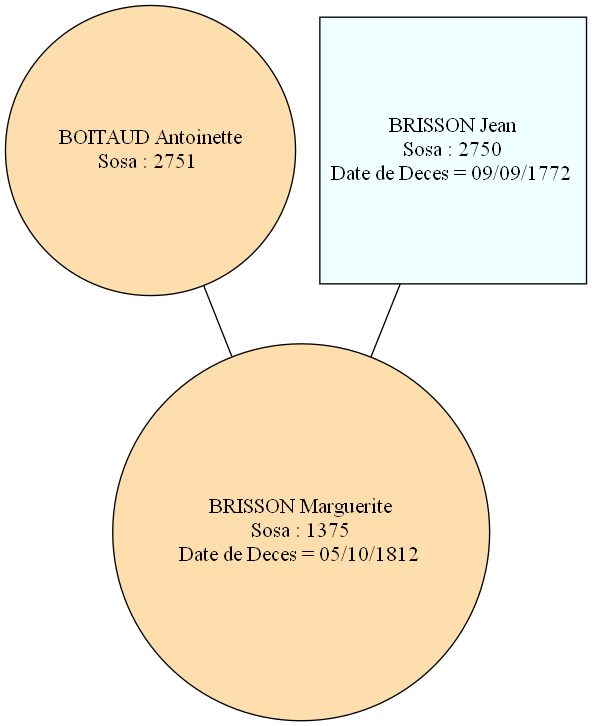 BOITAUD Antoinette
Sosa : 2751
BRISSON Jean
Sosa : 2750
Date de Deces = 09/09/1772
BRISSON Marguerite
Sosa : 1375
Date de Deces = 05/10/1812